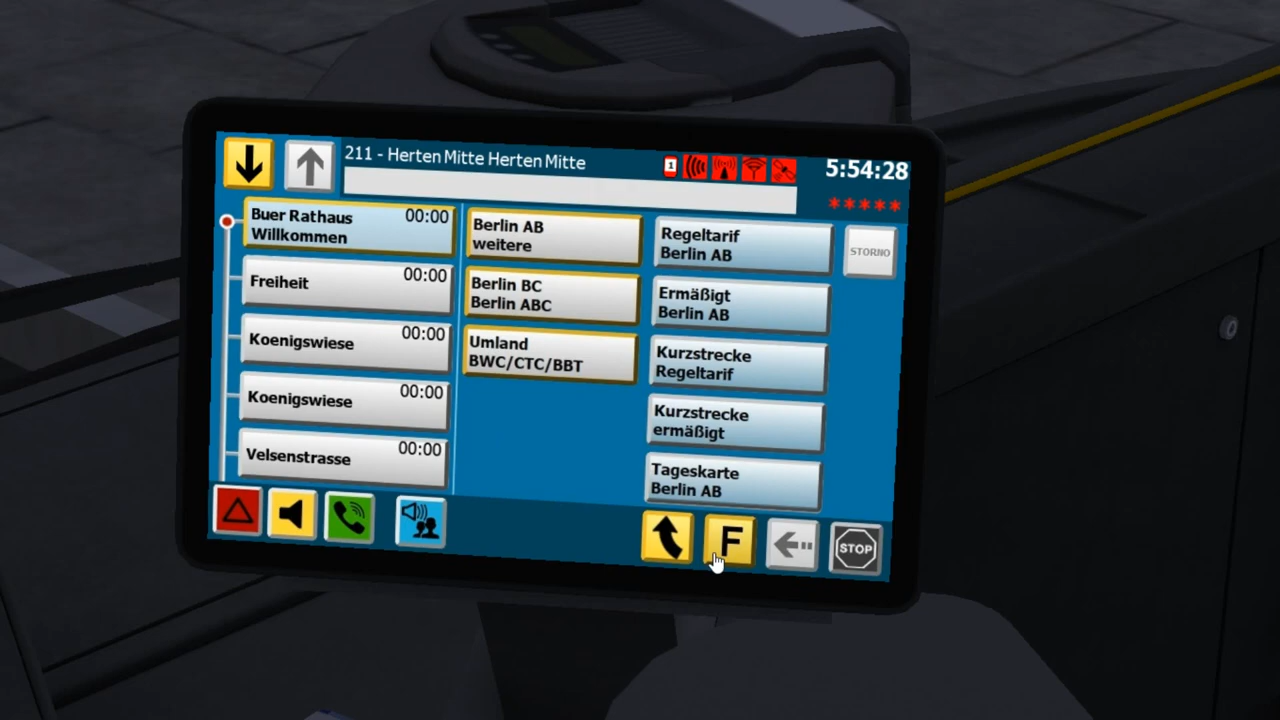 211 - Herten Mitte Herten Mitte
1
5:54:28
*****
Buer Rathaus 00:00
Willkommen
Freiheit 00:00
Koenigswiese 00:00
Koenigswiese 00:00
Velsenstrasse 00:00
Berlin AB
weitere
Berlin BC
Berlin ABC
Umland
BWC/CTC/BBT
Regeltarif
Berlin AB
Ermäßigt
Berlin AB
Kurzstrecke
Regeltarif
Kurzstrecke
ermäßigt
Tageskarte
Berlin AB
STORNO
F
STOP